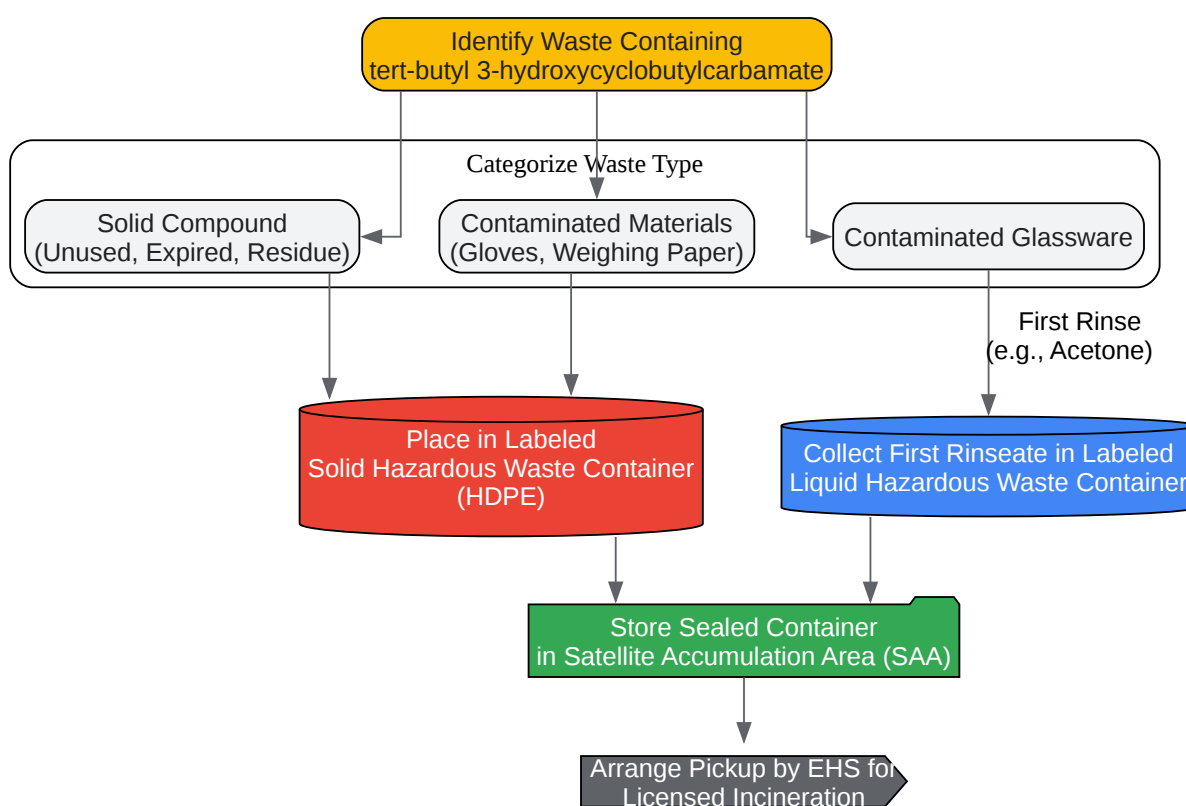 Identify Waste Containing
tert-butyl 3-hydroxycyclobutylcarbamate
Categorize Waste Type
Solid Compound
(Unused, Expired, Residue)
Contaminated Materials
(Gloves, Weighing Paper)
Contaminated Glassware
First Rinse
(e.g., Acetone)
Place in Labeled
Solid Hazardous Waste Container
(HDPE)
Collect First Rinseate in Labeled
Liquid Hazardous Waste Container
Store Sealed Container
in Satellite Accumulation Area (SAA)
Arrange Pickup by EHS for
Licensed Incineration